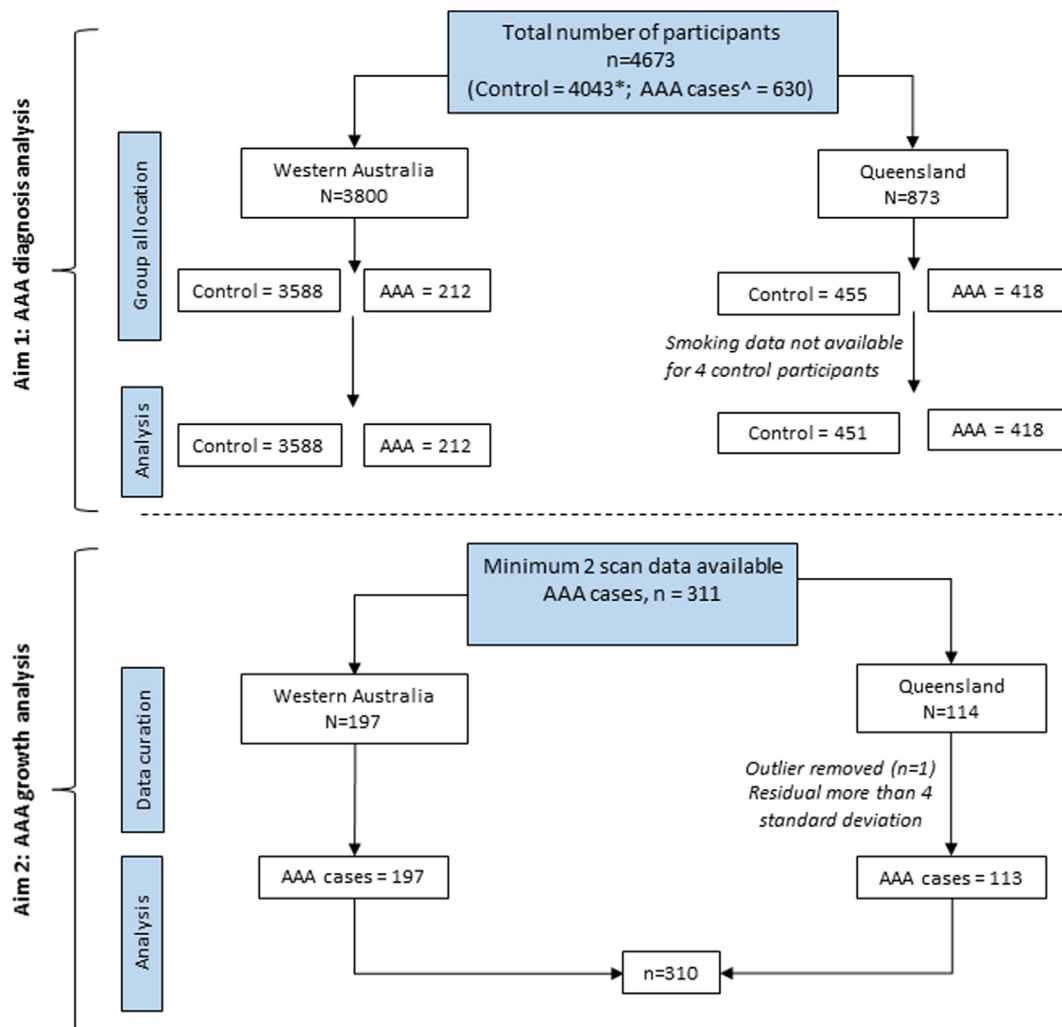 Total number of participants
n=4673
(Control = 4043*; AAA cases^ = 630)
Aim 1: AAA diagnosis analysis
Group allocation
Western Australia
N=3800
Queensland
N=873
Control = 3588
AAA = 212
Control = 455
AAA = 418
Smoking data not available
for 4 control participants
Analysis
Control = 3588
AAA = 212
Control = 451
AAA = 418
Minimum 2 scan data available
AAA cases, n = 311
Aim 2: AAA growth analysis
Data curation
Western Australia
N=197
Queensland
N=114
Outlier removed (n=1)
Residual more than 4
standard deviation
Analysis
AAA cases = 197
AAA cases = 113
n=310